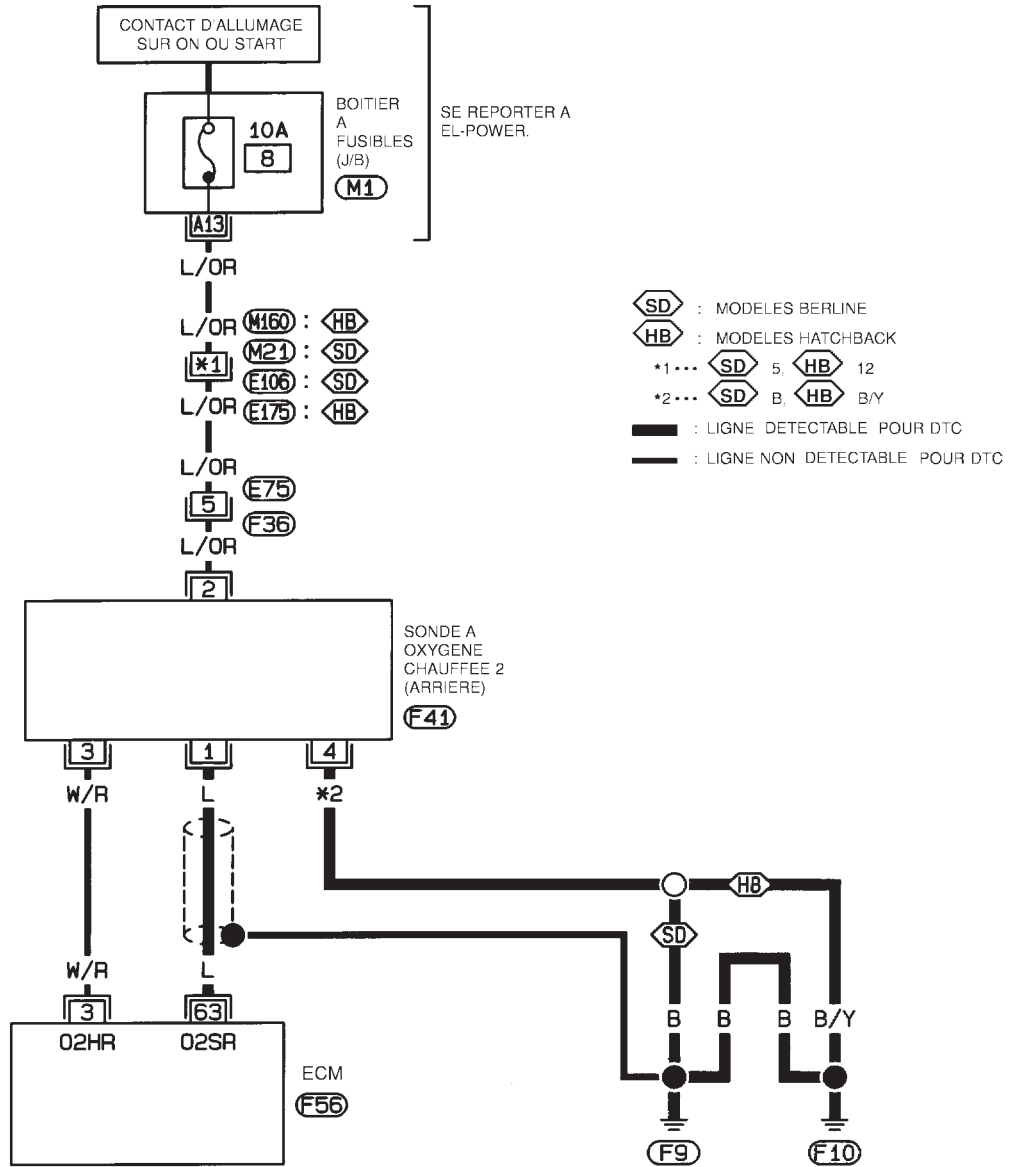 CONTACT D'ALLUMAGE
SUR ON OU START
BOITIER
A
FUSIBLES
(J/B)
M1
10A
8
SE REPORTER A
EL-POWER.
A13
L/OR
L/OR
M160 : HB
M21 : SD
*1
E106 : SD
L/OR
E175 : HB
SD : MODELES BERLINE
HB : MODELES HATCHBACK
*1••• SD 5, HB 12
*2••• SD B, HB B/Y
: LIGNE DETECTABLE POUR DTC
: LIGNE NON DETECTABLE POUR DTC
L/OR
E75
5
F36
L/OR
2
SONDE A
OXYGENE
CHAUFFEE 2
(ARRIERE)
F41
3
1
4
W/R
L
*2
HB
SD
W/R
L
3
63
B
B
B
B/Y
O2HR
O2SR
ECM
F56
F9
F10